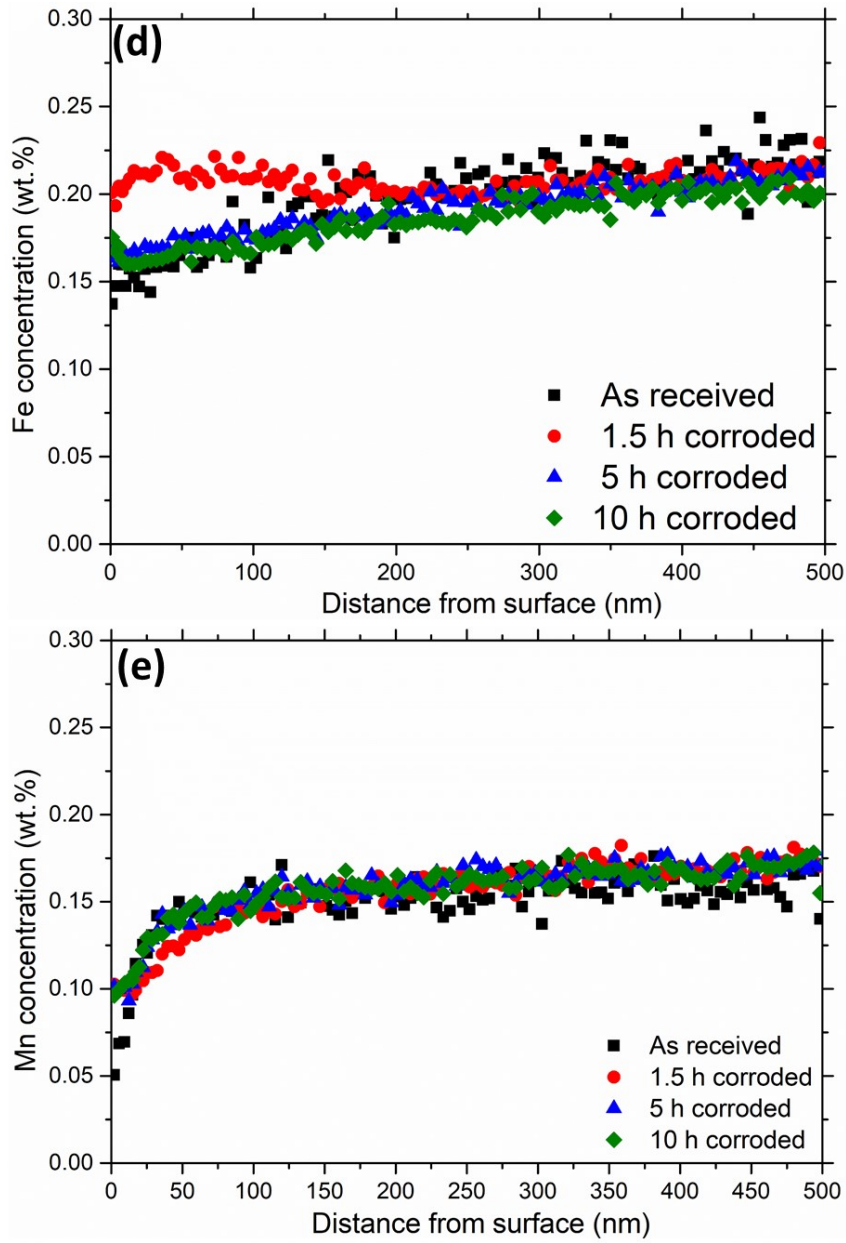 (d)
Fe concentration (wt.%)
0.30
0.25
0.20
0.15
0.10
0.05
0.00
As received
1.5 h corroded
5 h corroded
10 h corroded
0 100 200 300 400 500
Distance from surface (nm)
(e)
Mn concentration (wt.%)
0.30
0.25
0.20
0.15
0.10
0.05
0.00
As received
1.5 h corroded
5 h corroded
10 h corroded
0 50 100 150 200 250 300 350 400 450 500
Distance from surface (nm)